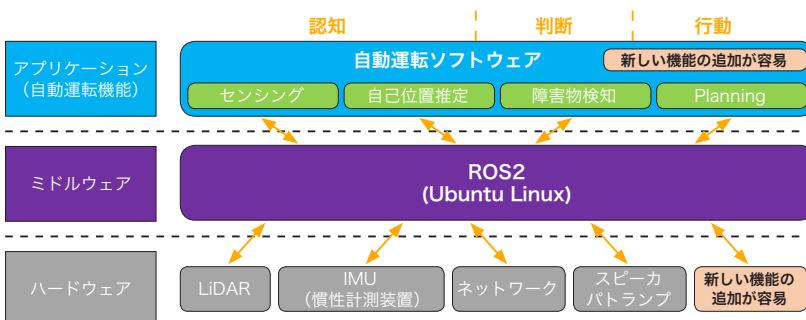 認知
判断
行動
アプリケーション
（自動運転機能）
自動運転ソフトウェア
新しい機能の追加が容易
センシング
自己位置推定
障害物検知
Planning
ミドルウェア
ROS2
(Ubuntu Linux)
ハードウェア
LiDAR
IMU
（慣性計測装置）
ネットワーク
スピーカ
パトランプ
新しい機能の
追加が容易